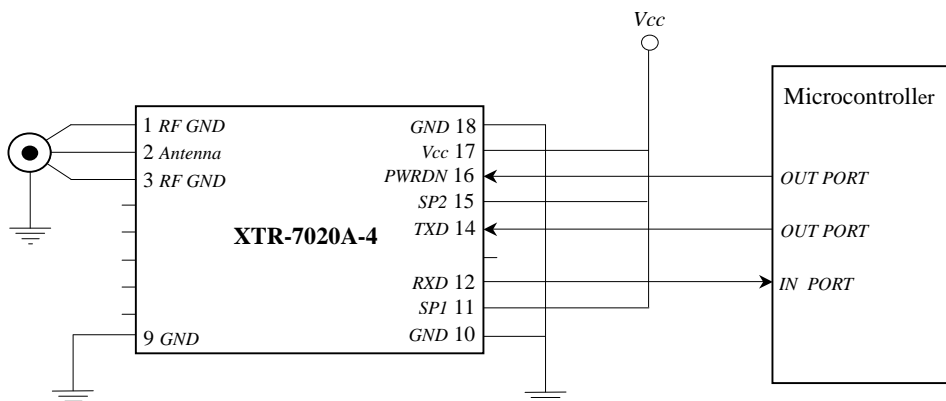 Vcc
Microcontroller
1 RF GND
2 Antenna
3 RF GND
9 GND
XTR-7020A-4
GND 18
Vcc 17
PWRDN 16
SP2 15
TXD 14
RXD 12
SP1 11
GND 10
OUT PORT
OUT PORT
IN PORT